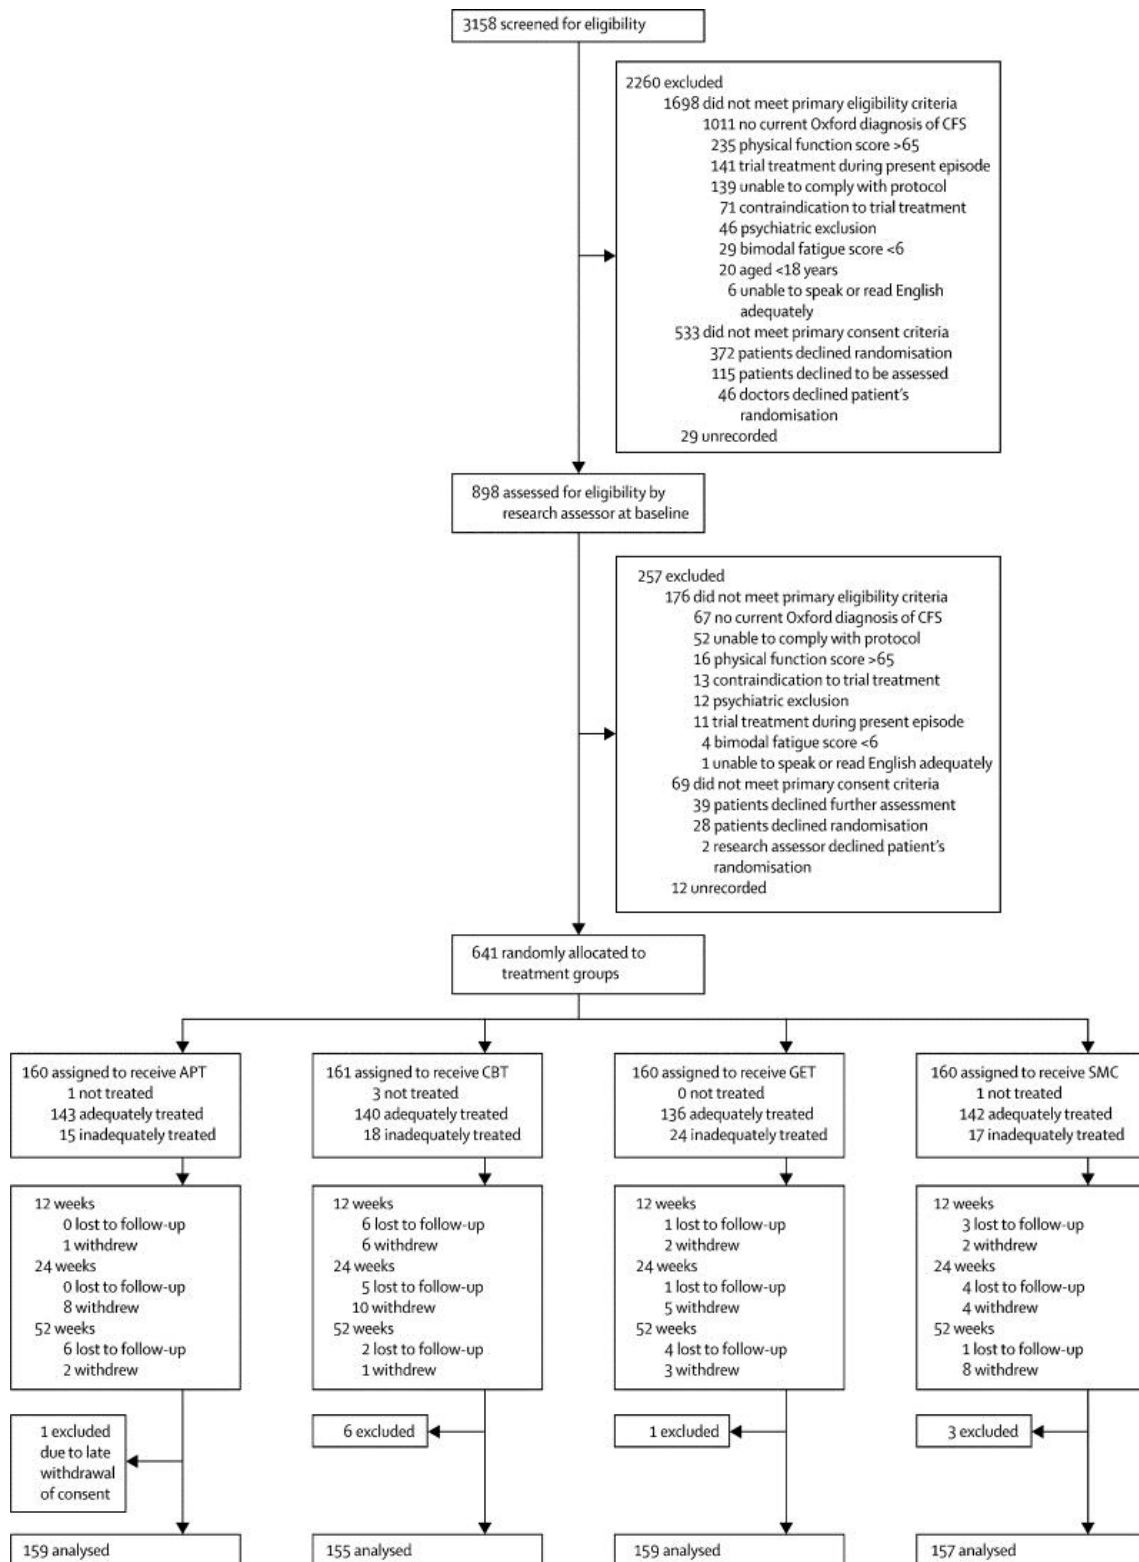 3158 screened for eligibility
2260 excluded
1698 did not meet primary eligibility criteria
1011 no current Oxford diagnosis of CFS
235 physical function score >65
141 trial treatment during present episode
139 unable to comply with protocol
71 contraindication to trial treatment
46 psychiatric exclusion
29 bimodal fatigue score <6
20 aged <18 years
6 unable to speak or read English
adequately
533 did not meet primary consent criteria
372 patients declined randomisation
115 patients declined to be assessed
46 doctors declined patient's
randomisation
29 unrecorded
898 assessed for eligibility by
research assessor at baseline
257 excluded
176 did not meet primary eligibility criteria
67 no current Oxford diagnosis of CFS
52 unable to comply with protocol
16 physical function score >65
13 contraindication to trial treatment
12 psychiatric exclusion
11 trial treatment during present episode
4 bimodal fatigue score <6
1 unable to speak or read English adequately
69 did not meet primary consent criteria
39 patients declined further assessment
28 patients declined randomisation
2 research assessor declined patient's
randomisation
12 unrecorded
641 randomly allocated to
treatment groups
160 assigned to receive APT
1 not treated
143 adequately treated
15 inadequately treated
161 assigned to receive CBT
3 not treated
140 adequately treated
18 inadequately treated
160 assigned to receive GET
0 not treated
136 adequately treated
24 inadequately treated
160 assigned to receive SMC
1 not treated
142 adequately treated
17 inadequately treated
12 weeks
0 lost to follow-up
1 withdrew
24 weeks
0 lost to follow-up
8 withdrew
52 weeks
6 lost to follow-up
2 withdrew
12 weeks
6 lost to follow-up
6 withdrew
24 weeks
5 lost to follow-up
10 withdrew
52 weeks
2 lost to follow-up
1 withdrew
12 weeks
1 lost to follow-up
2 withdrew
24 weeks
1 lost to follow-up
5 withdrew
52 weeks
4 lost to follow-up
3 withdrew
12 weeks
3 lost to follow-up
2 withdrew
24 weeks
4 lost to follow-up
4 withdrew
52 weeks
1 lost to follow-up
8 withdrew
1 excluded
due to late
withdrawal
of consent
6 excluded
1 excluded
3 excluded
159 analysed
155 analysed
159 analysed
157 analysed